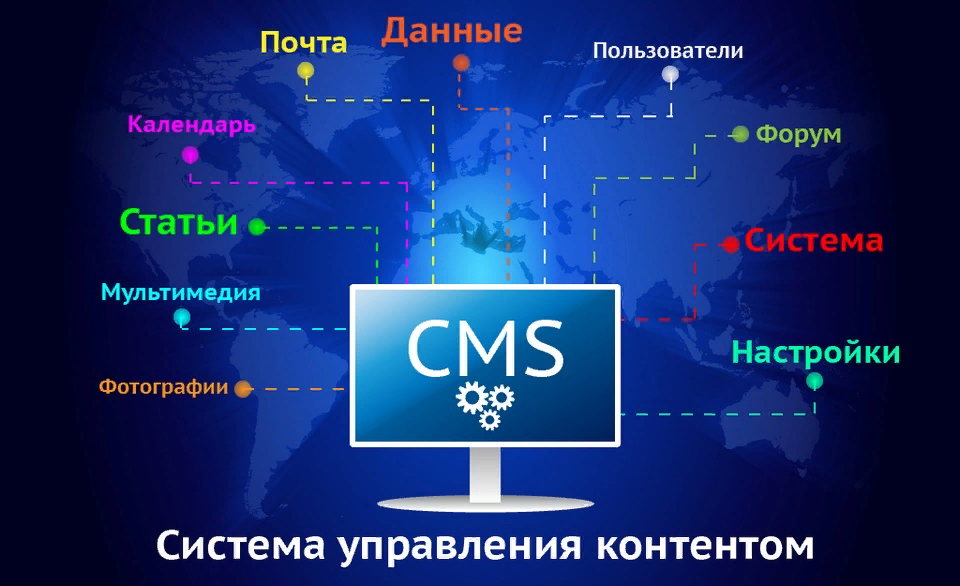 Почта
Данные
Пользователи
Календарь
Форум
Статьи
Система
Мультимедия
Настройки
Фотографии
CMS
Система управления контентом